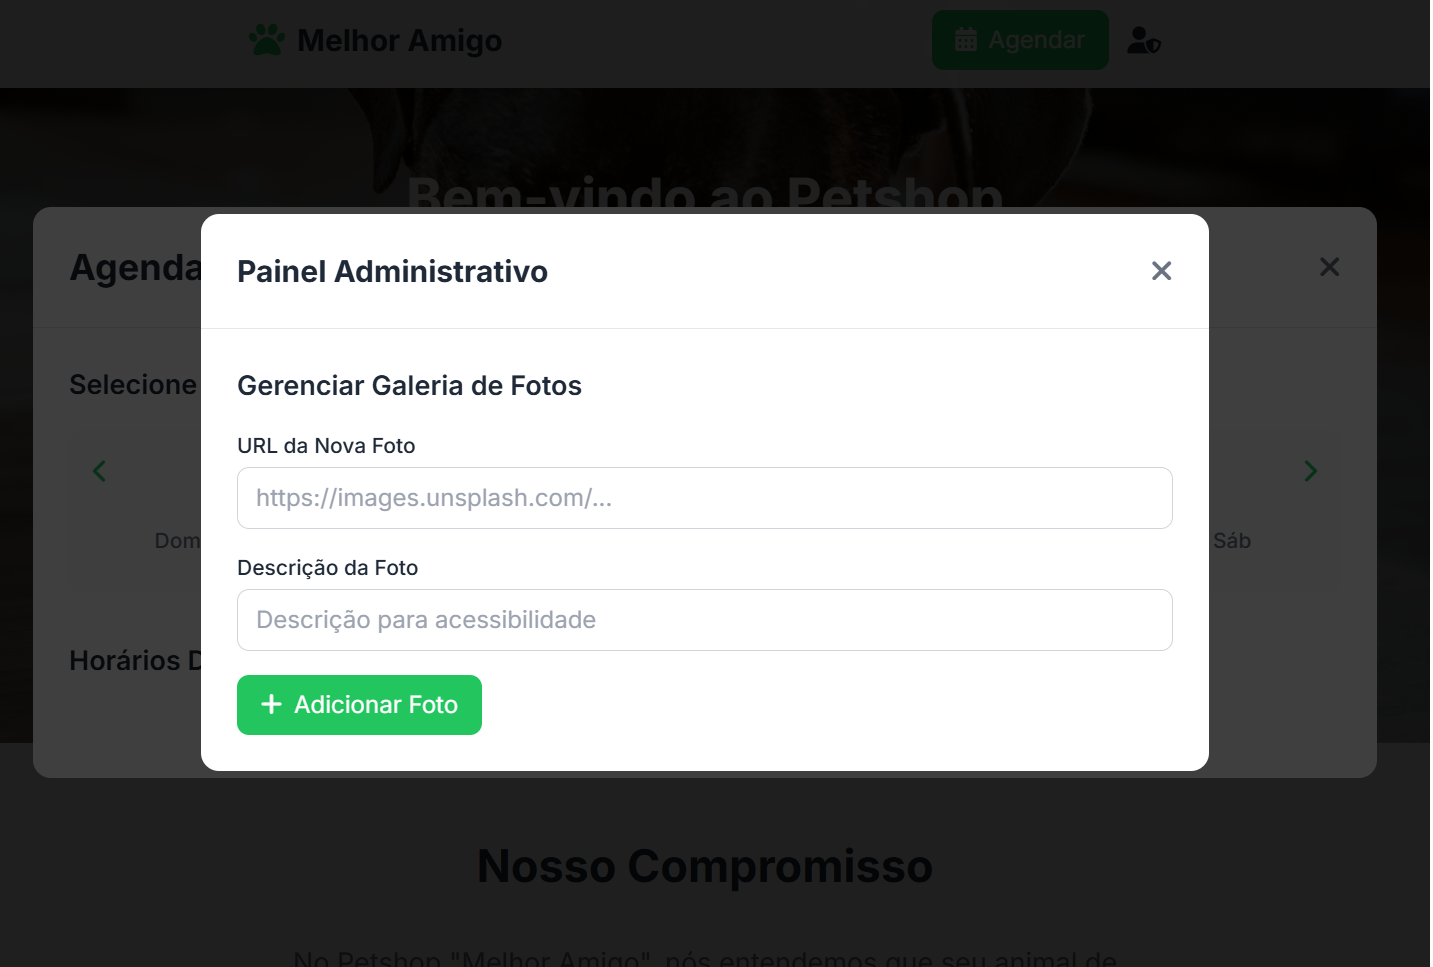 Melhor Amigo
Agendar
Bem-vindo ao Petshop
Agenda
Painel Administrativo
Selecione
Gerenciar Galeria de Fotos
URL da Nova Foto
https://images.unsplash.com/...
Dom
Sáb
Descrição da Foto
Descrição para acessibilidade
Horários D
Adicionar Foto
Nosso Compromisso
No Petshop "Melhor Amigo", nós entendemos que seu animal de